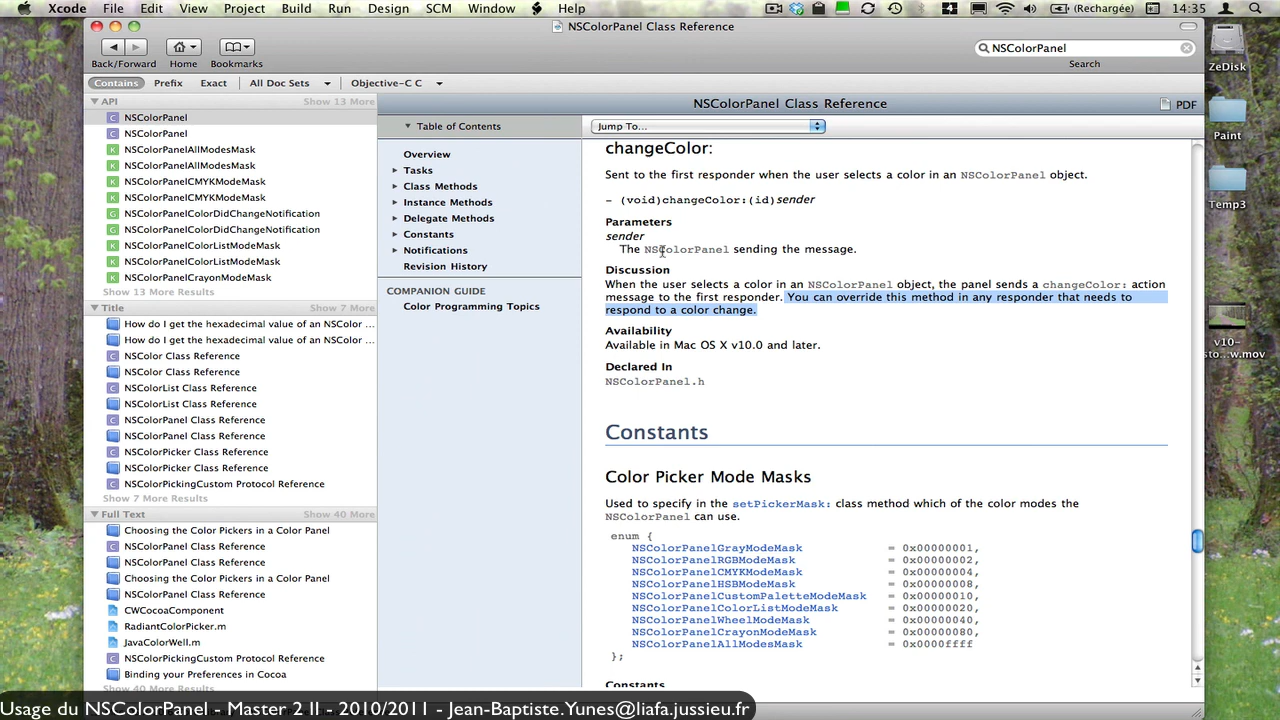 Xcode File Edit View Project Build Run Design SCM Window Help (Rechargée) 14:35
NSColorPanel Class Reference
Back/Forward Home Bookmarks
NSColorPanel
Search
Contains Prefix Exact All Doc Sets Objective-C C
API Show 13 More
NSColorPanel
NSColorPanel
NSColorPanelAllModesMask
NSColorPanelAllModesMask
NSColorPanelCMYKModeMask
NSColorPanelCMYKModeMask
NSColorPanelColorDidChangeNotification
NSColorPanelColorDidChangeNotification
NSColorPanelColorListModeMask
NSColorPanelColorListModeMask
NSColorPanelCrayonModeMask
Show 13 More Results
Title Show 7 More
How do I get the hexadecimal value of an NSColor ...
How do I get the hexadecimal value of an NSColor ...
NSColor Class Reference
NSColor Class Reference
NSColorList Class Reference
NSColorList Class Reference
NSColorPanel Class Reference
NSColorPanel Class Reference
NSColorPicker Class Reference
NSColorPicker Class Reference
NSColorPickingCustom Protocol Reference
Show 7 More Results
Full Text Show 40 More
Choosing the Color Pickers in a Color Panel
NSColorPanel Class Reference
NSColorPanel Class Reference
Choosing the Color Pickers in a Color Panel
NSColorPanel Class Reference
CWCocoaComponent
RadiantColorPicker.m
JavaColorWell.m
NSColorPickingCustom Protocol Reference
Binding your Preferences in Cocoa
Show 40 More Results
NSColorPanel Class Reference
PDF
Table of Contents
Jump To...
Overview
Tasks
Class Methods
Instance Methods
Delegate Methods
Constants
Notifications
Revision History
COMPANION GUIDE
Color Programming Topics
changeColor:
Sent to the first responder when the user selects a color in an NSColorPanel object.
- (void)changeColor:(id)sender
Parameters
sender
The NSColorPanel sending the message.
Discussion
When the user selects a color in an NSColorPanel object, the panel sends a changeColor: action
message to the first responder. You can override this method in any responder that needs to
respond to a color change.
Availability
Available in Mac OS X v10.0 and later.
Declared In
NSColorPanel.h
Constants
Color Picker Mode Masks
Used to specify in the setPickerMask: class method which of the color modes the
NSColorPanel can use.
enum {
NSColorPanelGrayModeMask = 0x00000001,
NSColorPanelRGBModeMask = 0x00000002,
NSColorPanelCMYKModeMask = 0x00000004,
NSColorPanelHSBModeMask = 0x00000008,
NSColorPanelCustomPaletteModeMask = 0x00000010,
NSColorPanelColorListModeMask = 0x00000020,
NSColorPanelWheelModeMask = 0x00000040,
NSColorPanelCrayonModeMask = 0x00000080,
NSColorPanelAllModesMask = 0x0000ffff
};
Constants
ZeDisk
Paint
Temp3
v10-
sto...w.mov
Usage du NSColorPanel - Master 2 II - 2010/2011 - Jean-Baptiste.Yunes@liafa.jussieu.fr